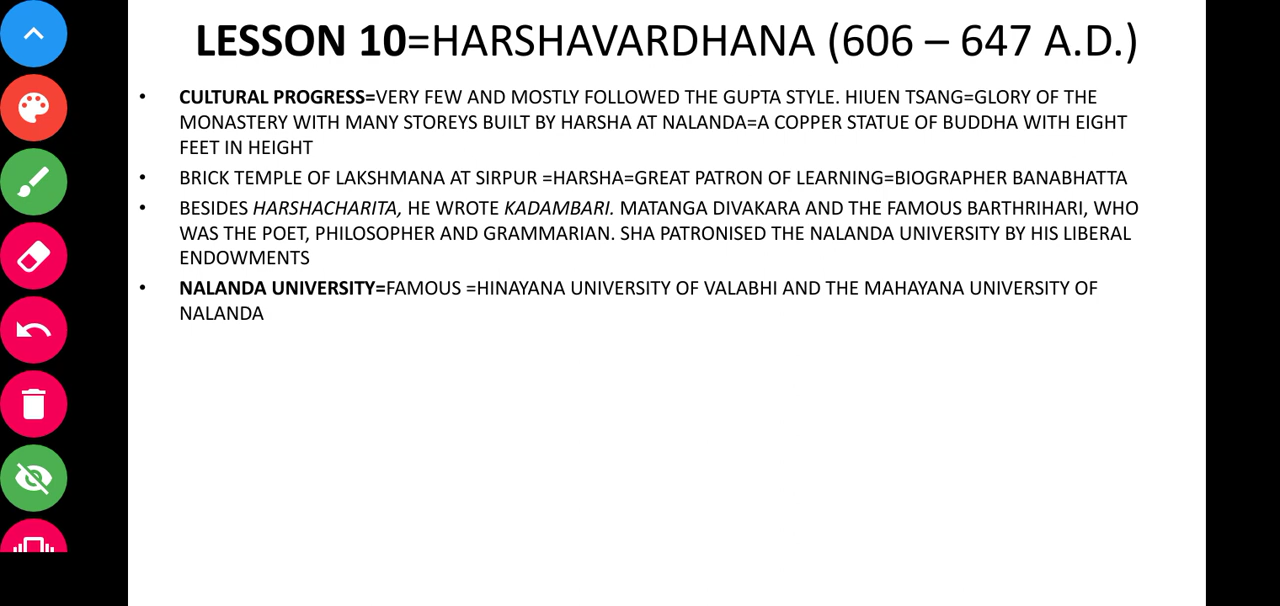 LESSON 10=HARSHAVARDHANA (606 – 647 A.D.)
• CULTURAL PROGRESS=VERY FEW AND MOSTLY FOLLOWED THE GUPTA STYLE. HIUEN TSANG=GLORY OF THE
MONASTERY WITH MANY STOREYS BUILT BY HARSHA AT NALANDA=A COPPER STATUE OF BUDDHA WITH EIGHT
FEET IN HEIGHT
• BRICK TEMPLE OF LAKSHMANA AT SIRPUR =HARSHA=GREAT PATRON OF LEARNING=BIOGRAPHER BANABHATTA
• BESIDES HARSHACHARITA, HE WROTE KADAMBARI. MATANGA DIVAKARA AND THE FAMOUS BARTHRIHARI, WHO
WAS THE POET, PHILOSOPHER AND GRAMMARIAN. SHA PATRONISED THE NALANDA UNIVERSITY BY HIS LIBERAL
ENDOWMENTS
• NALANDA UNIVERSITY=FAMOUS =HINAYANA UNIVERSITY OF VALABHI AND THE MAHAYANA UNIVERSITY OF
NALANDA